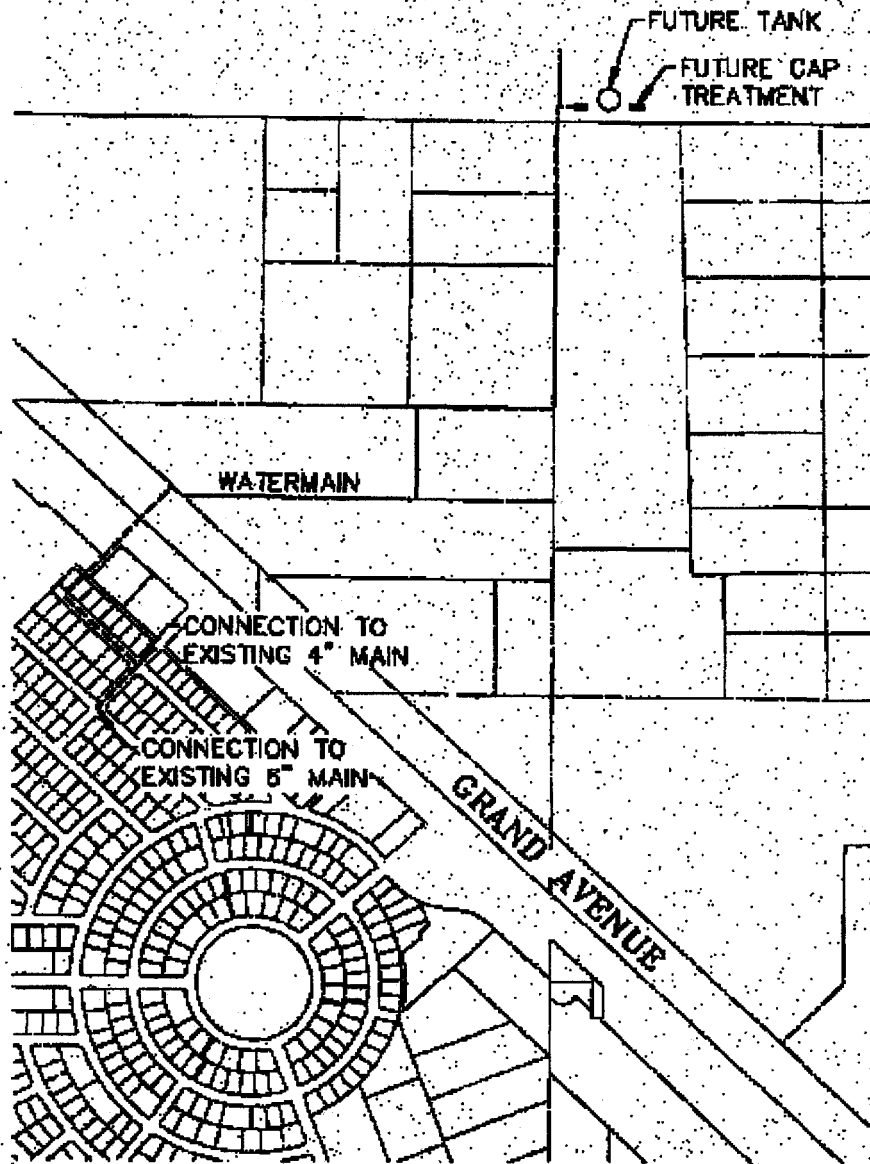 FUTURE TANK
FUTURE CAP
TREATMENT
WATERMAIN
CONNECTION TO
EXISTING 4" MAIN
CONNECTION TO
EXISTING 6" MAIN
GRAND AVENUE